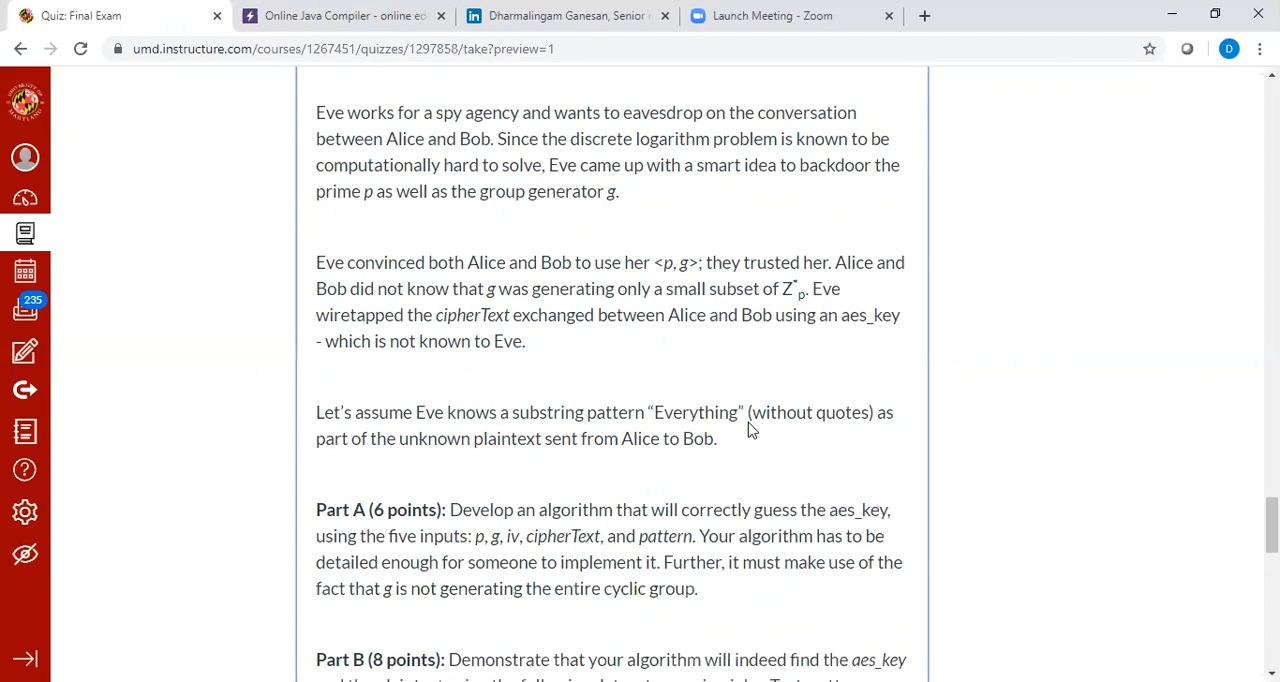 Quiz: Final Exam
Online Java Compiler - online ed
Dharmalingam Ganesan, Senior
Launch Meeting - Zoom
umd.instructure.com/courses/1267451/quizzes/1297858/take?preview=1
D
Eve works for a spy agency and wants to eavesdrop on the conversation
between Alice and Bob. Since the discrete logarithm problem is known to be
computationally hard to solve, Eve came up with a smart idea to backdoor the
prime p as well as the group generator g.
Eve convinced both Alice and Bob to use her <p, g>; they trusted her. Alice and
Bob did not know that g was generating only a small subset of Z*p. Eve
wiretapped the cipherText exchanged between Alice and Bob using an aes_key
- which is not known to Eve.
235
Let's assume Eve knows a substring pattern “Everything” (without quotes) as
part of the unknown plaintext sent from Alice to Bob.
Part A (6 points): Develop an algorithm that will correctly guess the aes_key,
using the five inputs: p, g, iv, cipherText, and pattern. Your algorithm has to be
detailed enough for someone to implement it. Further, it must make use of the
fact that g is not generating the entire cyclic group.
Part B (8 points): Demonstrate that your algorithm will indeed find the aes_key